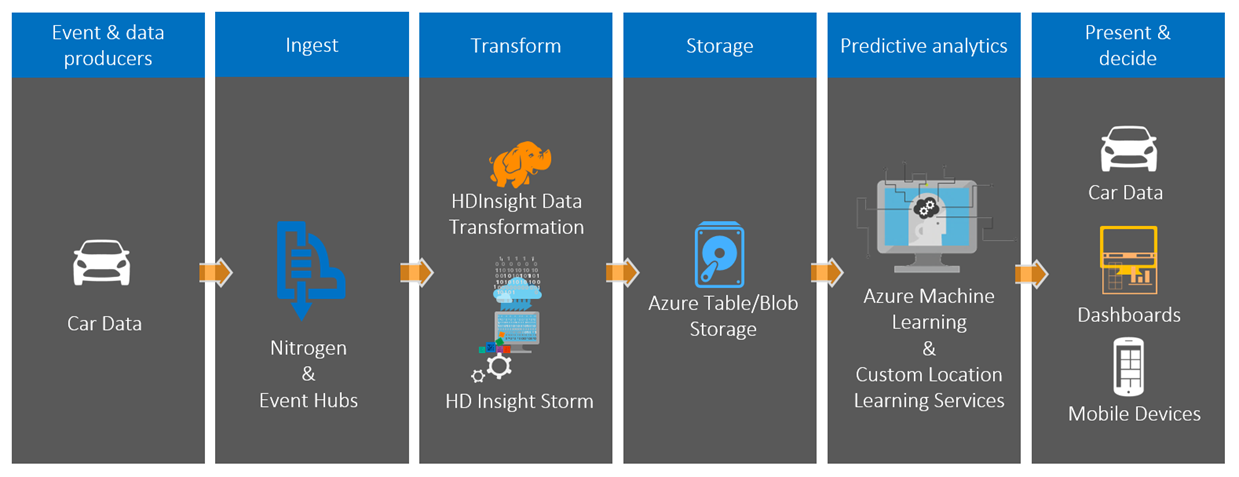 Event & data
producers
Ingest
Transform
Storage
Predictive analytics
Present &
decide
Car Data
Nitrogen
&
Event Hubs
HDInsight Data
Transformation
HD Insight Storm
Azure Table/Blob
Storage
Azure Machine
Learning
&
Custom Location
Learning Services
Car Data
Dashboards
Mobile Devices